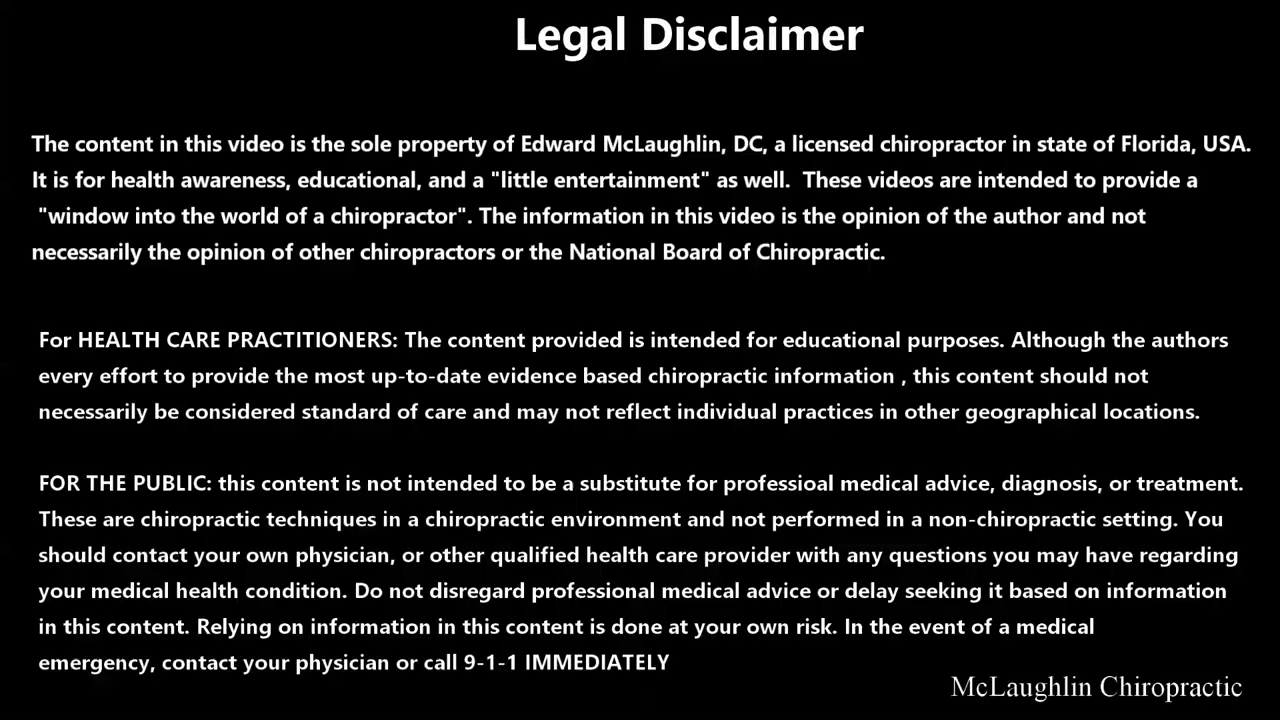 Legal Disclaimer
The content in this video is the sole property of Edward McLaughlin, DC, a licensed chiropractor in state of Florida, USA.
It is for health awareness, educational, and a "little entertainment" as well.  These videos are intended to provide a
"window into the world of a chiropractor". The information in this video is the opinion of the author and not
necessarily the opinion of other chiropractors or the National Board of Chiropractic.
For HEALTH CARE PRACTITIONERS: The content provided is intended for educational purposes. Although the authors
every effort to provide the most up-to-date evidence based chiropractic information , this content should not
necessarily be considered standard of care and may not reflect individual practices in other geographical locations.
FOR THE PUBLIC: this content is not intended to be a substitute for professioal medical advice, diagnosis, or treatment.
These are chiropractic techniques in a chiropractic environment and not performed in a non-chiropractic setting. You
should contact your own physician, or other qualified health care provider with any questions you may have regarding
your medical health condition. Do not disregard professional medical advice or delay seeking it based on information
in this content. Relying on information in this content is done at your own risk. In the event of a medical
emergency, contact your physician or call 9-1-1 IMMEDIATELY
McLaughlin Chiropractic